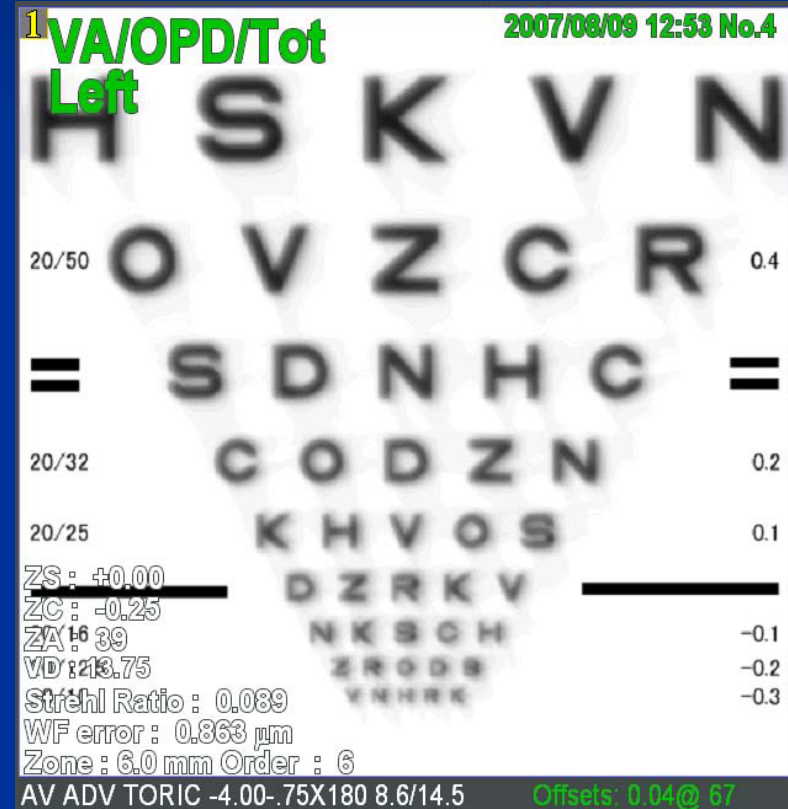 1 VA/OPD/Tot 2007/08/09 12:53 No.4
Left
H S K V N
20/50 O V Z C R 0.4
= S D N H C =
20/32 C O D Z N 0.2
20/25 K H V O S 0.1
D Z R K V
ZS : +0.00
ZC : -0.25
N K S C H -0.1
ZA : 39
Z R O D S -0.2
VD : 13.75
V N H R K -0.3
Strehl Ratio : 0.089
WF error : 0.863 µm
Zone : 6.0 mm Order : 6
AV ADV TORIC -4.00-.75X180 8.6/14.5 Offsets: 0.04@ 67